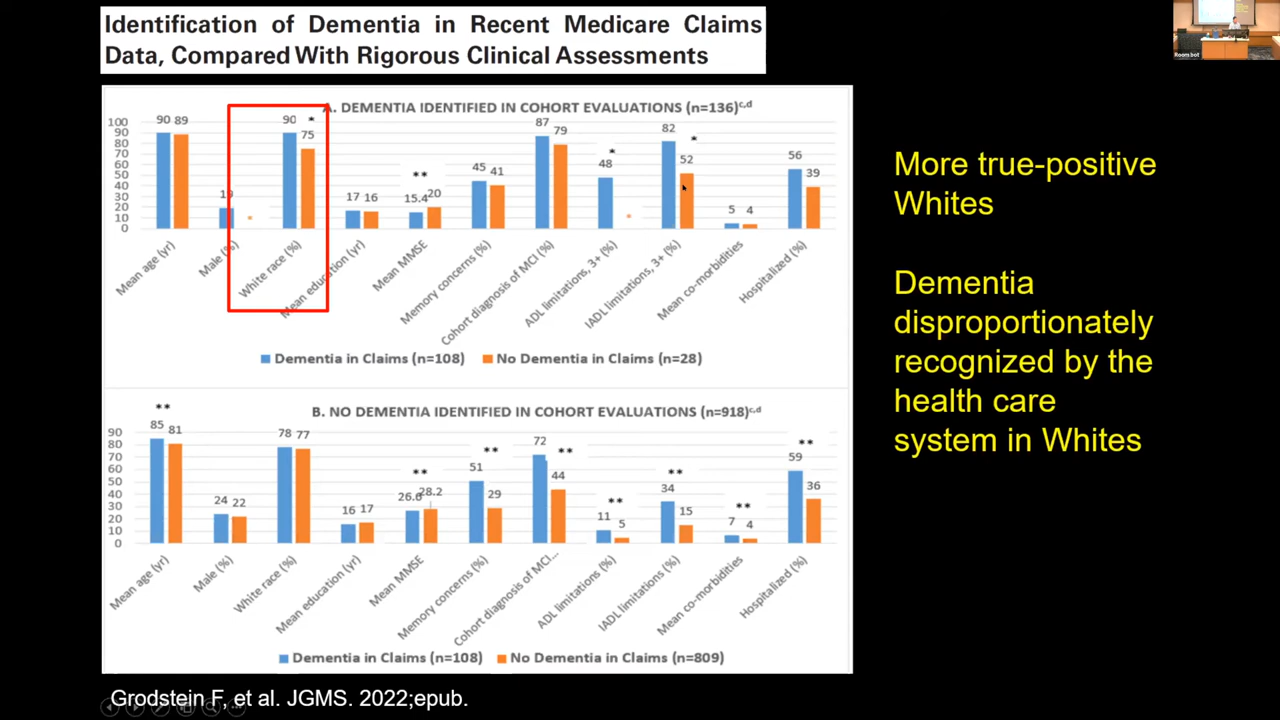 Identification of Dementia in Recent Medicare Claims
Data, Compared With Rigorous Clinical Assessments
Room bot
A. DEMENTIA IDENTIFIED IN COHORT EVALUATIONS (n=136)c,d
100
90
80
70
60
50
40
30
20
10
0
90 89
19
90 75 *
17 16
15.4 20 **
45 41
87 79
48 *
82 52 *
5 4
56 39
Mean age (yr)
Male (%)
White race (%)
Mean education (yr)
Mean MMSE
Memory concerns (%)
Cohort diagnosis of MCI (%)
ADL limitations, 3+ (%)
IADL limitations, 3+ (%)
Mean co-morbidities
Hospitalized (%)
Dementia in Claims (n=108) No Dementia in Claims (n=28)
B. NO DEMENTIA IDENTIFIED IN COHORT EVALUATIONS (n=918)c,d
90
80
70
60
50
40
30
20
10
0
** 85 81
24 22
78 77
16 17
** 26.6 28.2
** 51 29
** 72 44
** 11 5
** 34 15
** 7 4
** 59 36
Mean age (yr)
Male (%)
White race (%)
Mean education (yr)
Mean MMSE
Memory concerns (%)
Cohort diagnosis of MCI...
ADL limitations (%)
IADL limitations (%)
Mean co-morbidities
Hospitalized (%)
Dementia in Claims (n=108) No Dementia in Claims (n=809)
More true-positive
Whites
Dementia
disproportionately
recognized by the
health care
system in Whites
Grodstein F, et al. JGMS. 2022;epub.